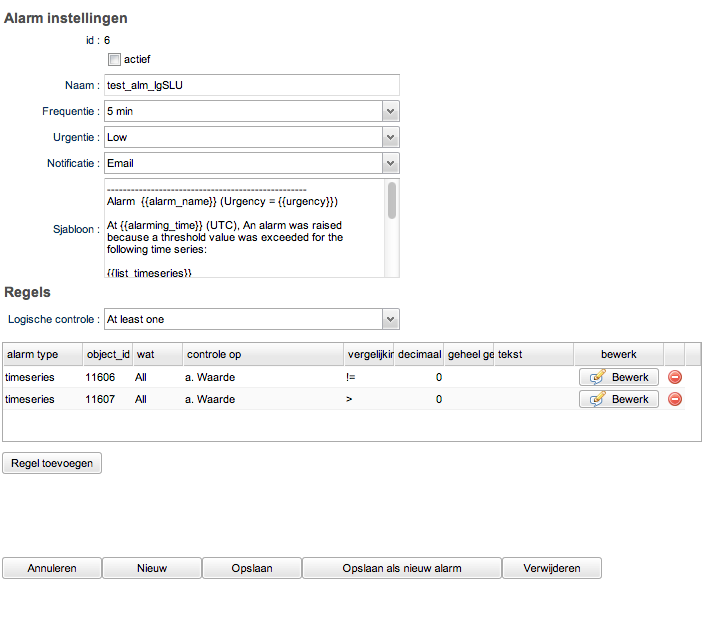 Alarm instellingen
id : 6
actief
Naam : test_alm_lgSLU
Frequentie : 5 min
Urgentie : Low
Notificatie : Email
Sjabloon :
--------------------------------------------------
Alarm {{alarm_name}} (Urgency = {{urgency}})
At {{alarming_time}} (UTC), An alarm was raised
because a threshold value was exceeded for the
following time series:
{{list_timeseries}}
Regels
Logische controle : At least one
alarm type object_id wat controle op vergelijkin decimaal geheel ge tekst bewerk
timeseries 11606 All a. Waarde != 0 Bewerk
timeseries 11607 All a. Waarde > 0 Bewerk
Regel toevoegen
Annuleren Nieuw Opslaan Opslaan als nieuw alarm Verwijderen